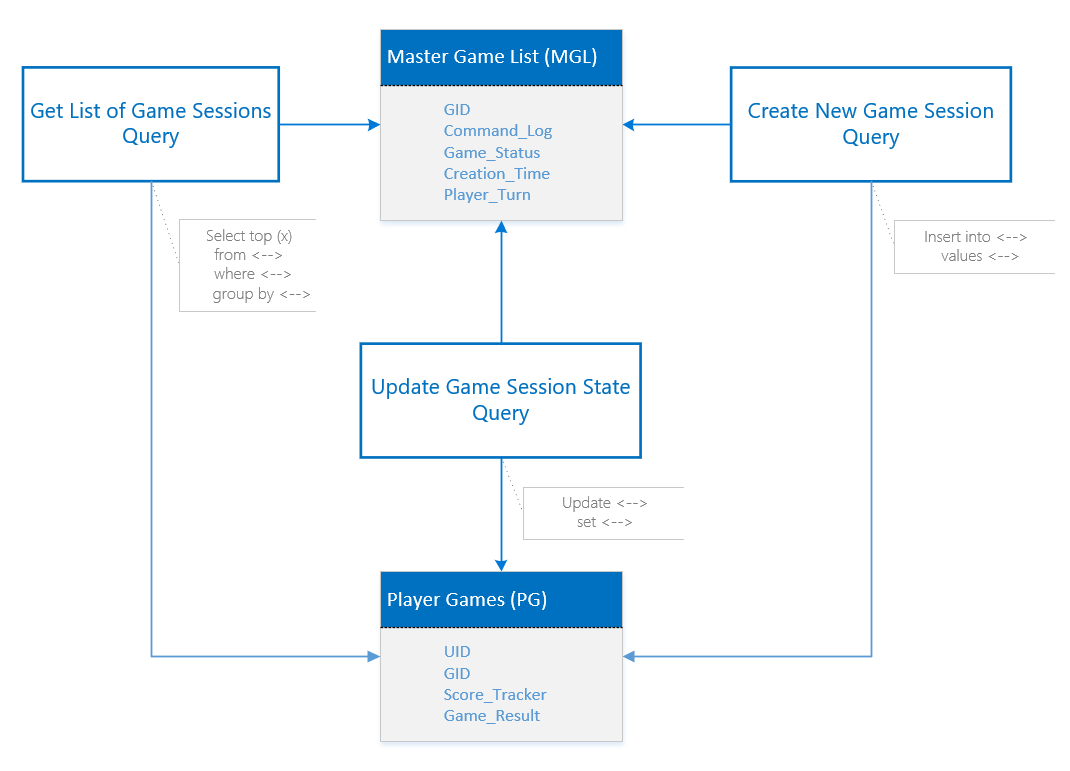 Master Game List (MGL)
GID
Command_Log
Game_Status
Creation_Time
Player_Turn
Get List of Game Sessions
Query
Create New Game Session
Query
Select top (x)
from <-->
where <-->
group by <-->
Insert into <-->
values <-->
Update Game Session State
Query
Update <-->
set <-->
Player Games (PG)
UID
GID
Score_Tracker
Game_Result